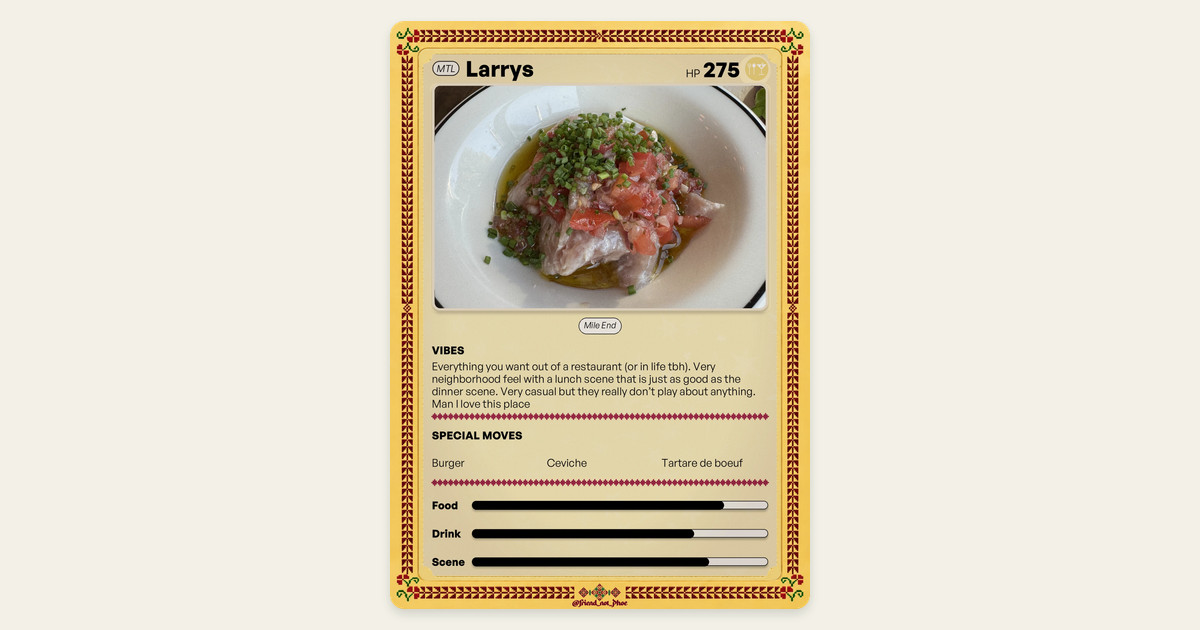 MTL Larrys HP 275
Mile End
VIBES
Everything you want out of a restaurant (or in life tbh). Very
neighborhood feel with a lunch scene that is just as good as the
dinner scene. Very casual but they really don't play about anything.
Man I love this place
SPECIAL MOVES
Burger Ceviche Tartare de boeuf
Food
Drink
Scene
@friend_not_phoe